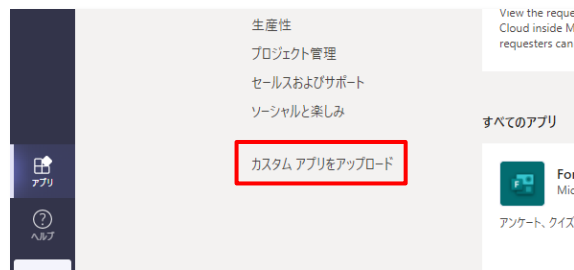 生産性
プロジェクト管理
セールスおよびサポート
ソーシャルと楽しみ
カスタム アプリをアップロード
アプリ
ヘルプ
View the reque
Cloud inside M
requesters can
すべてのアプリ
For
Mic
アンケート、クイズ